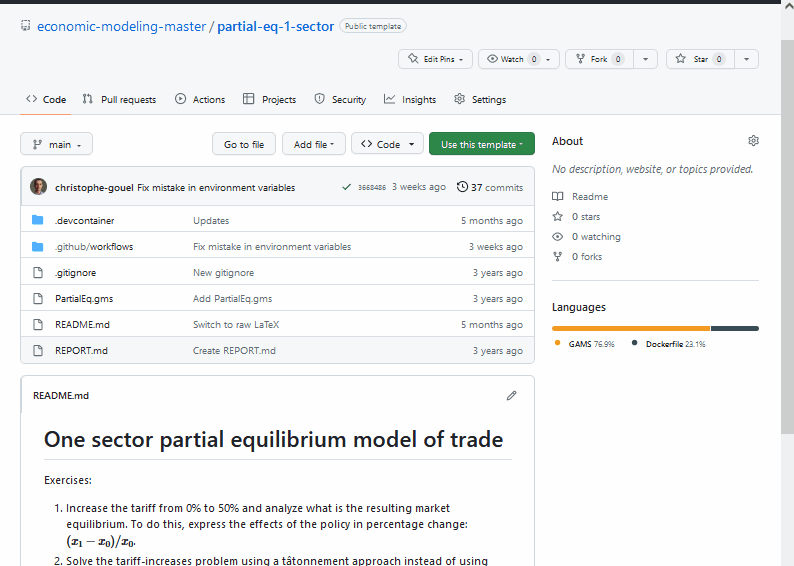 economic-modeling-master / partial-eq-1-sector Public template
Edit Pins Watch 0 Fork 0 Star 0
Code Pull requests Actions Projects Security Insights Settings
main Go to file Add file Code Use this template
christophe-gouel Fix mistake in environment variables 3668486 3 weeks ago 37 commits
.devcontainer Updates 5 months ago
.github/workflows Fix mistake in environment variables 3 weeks ago
.gitignore New gitignore 3 years ago
PartialEq.gms Add PartialEq.gms 3 years ago
README.md Switch to raw LaTeX 5 months ago
REPORT.md Create REPORT.md 3 years ago
README.md
One sector partial equilibrium model of trade
Exercises:
1. Increase the tariff from 0% to 50% and analyze what is the resulting market
equilibrium. To do this, express the effects of the policy in percentage change:
(x₁ − x₀)/x₀.
2. Solve the tariff-increases problem using a tâtonnement approach instead of using
About
No description, website, or topics provided.
Readme
0 stars
0 watching
0 forks
Languages
GAMS 76.9% Dockerfile 23.1%